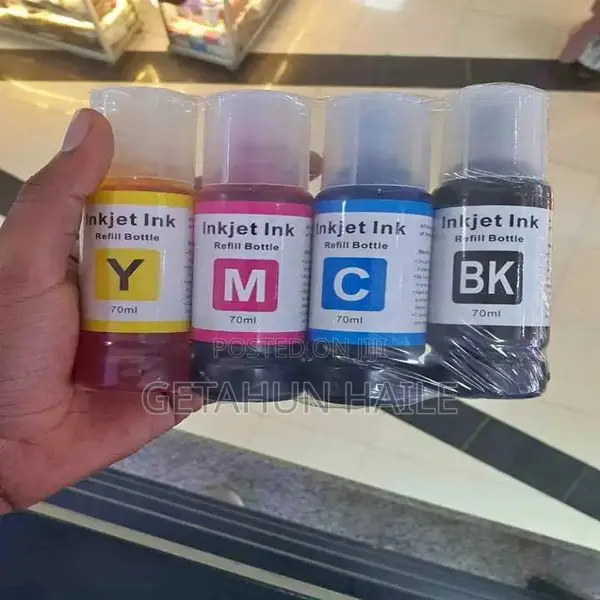 Inkjet Ink
Refill Bottle
Y
70ml
Inkjet Ink
Refill Bottle
M
70ml
Inkjet Ink
Refill Bottle
C
70ml
Inkjet Ink
Refill Bottle
BK
70ml
POSTED ON
GETAHUN HAILE